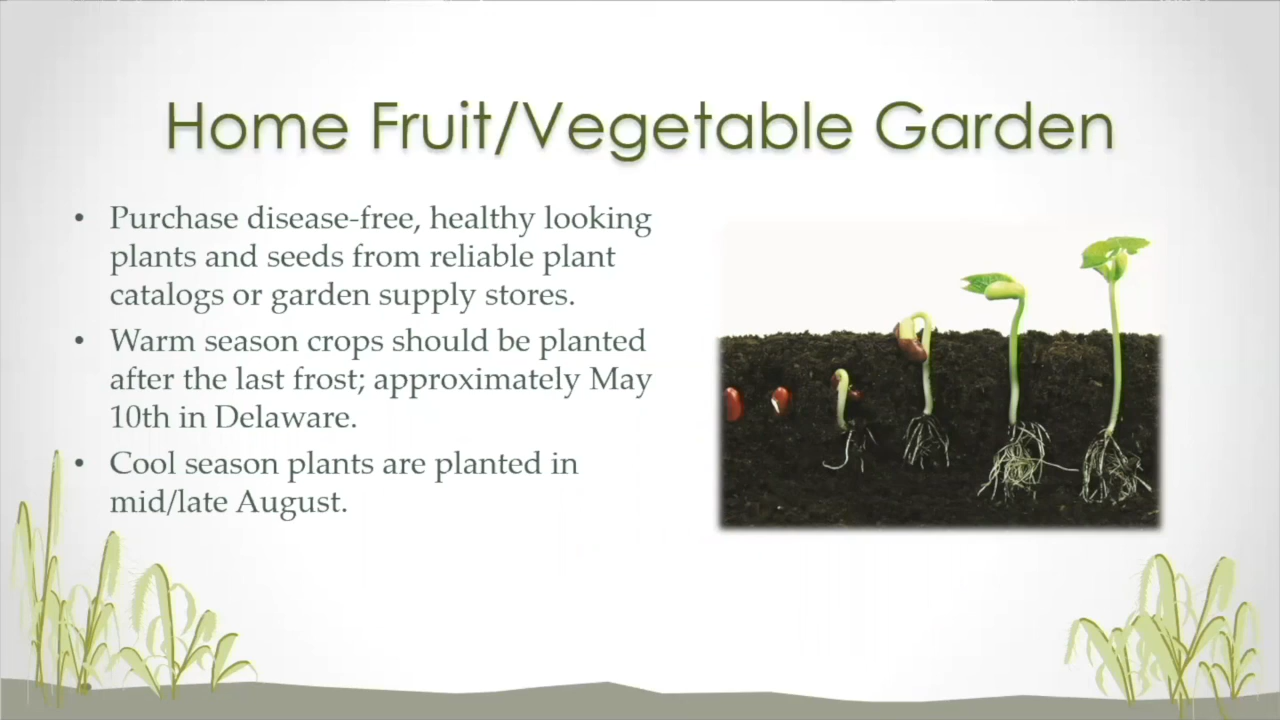 Home Fruit/Vegetable Garden
• Purchase disease-free, healthy looking
plants and seeds from reliable plant
catalogs or garden supply stores.
• Warm season crops should be planted
after the last frost; approximately May
10th in Delaware.
• Cool season plants are planted in
mid/late August.